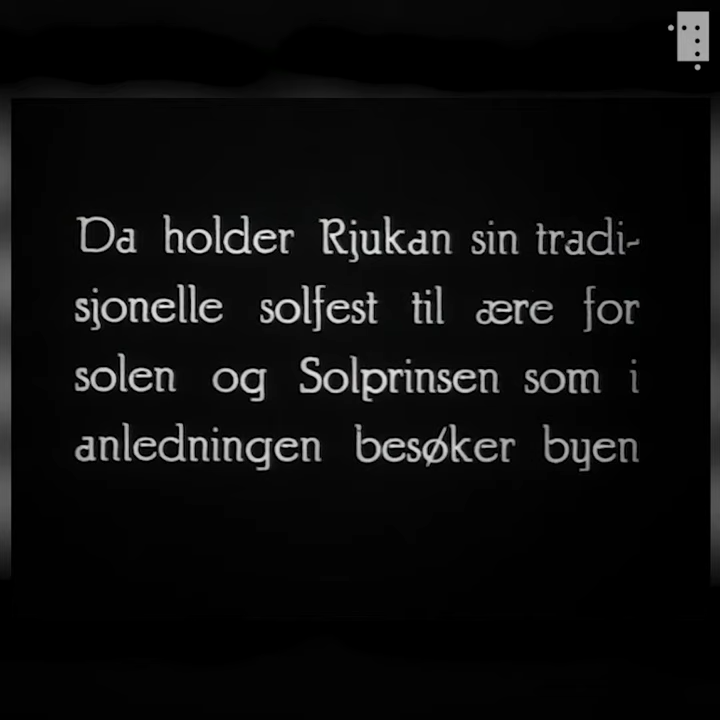 Da holder Rjukan sin tradi-
sjonelle solfest til ære for
solen og Solprinsen som i
anledningen besøker byen